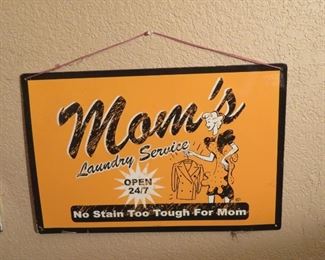 Mom's
Laundry Service
OPEN
24/7
No Stain Too Tough For Mom